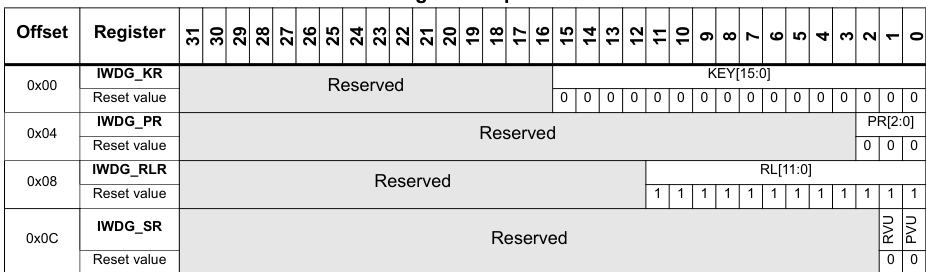 Offset Register 31 30 29 28 27 26 25 24 23 22 21 20 19 18 17 16 15 14 13 12 11 10 9 8 7 6 5 4 3 2 1 0
0x00 IWDG_KR Reserved KEY[15:0]
Reset value 0 0 0 0 0 0 0 0 0 0 0 0 0 0 0 0
0x04 IWDG_PR Reserved PR[2:0]
Reset value 0 0 0
0x08 IWDG_RLR Reserved RL[11:0]
Reset value 1 1 1 1 1 1 1 1 1 1 1 1
0x0C IWDG_SR Reserved RVU PVU
Reset value 0 0